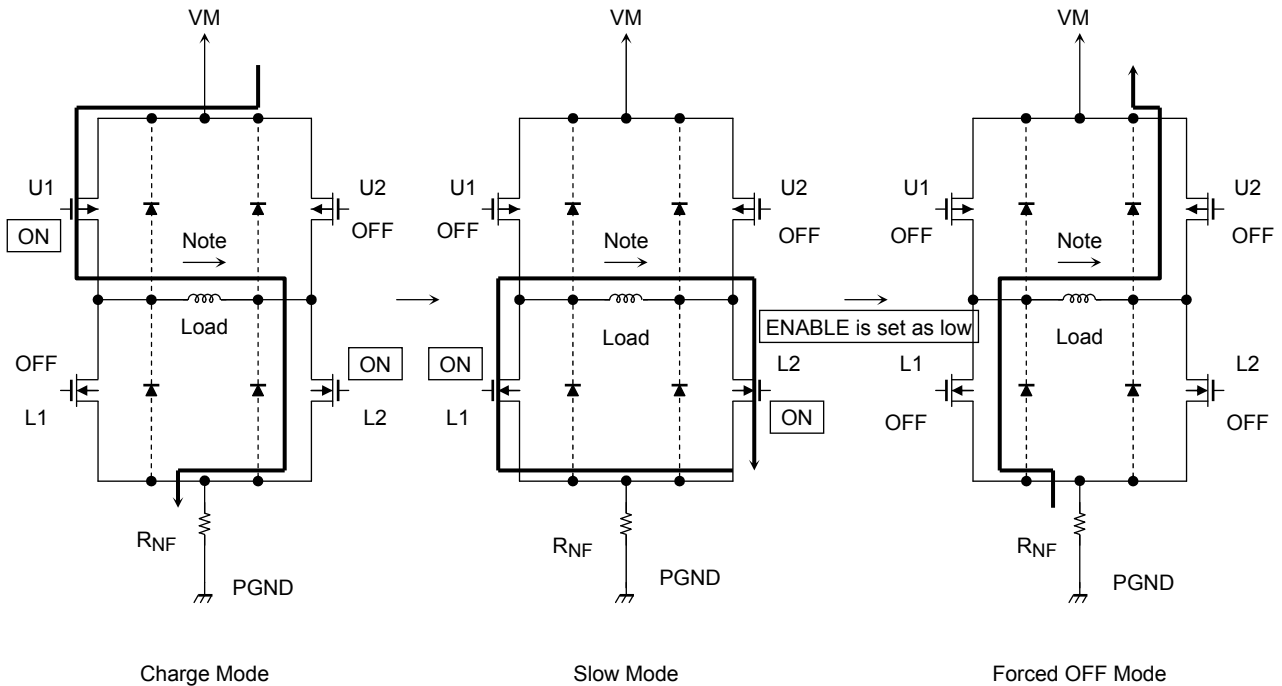 VM
U1
ON
U2
OFF
Note
Load
OFF
L1
ON
L2
RNF
PGND
Charge Mode
VM
U1
OFF
U2
OFF
Note
Load
ON
L1
L2
ON
RNF
PGND
Slow Mode
ENABLE is set as low
VM
U1
OFF
U2
OFF
Note
Load
L1
OFF
L2
OFF
RNF
PGND
Forced OFF Mode